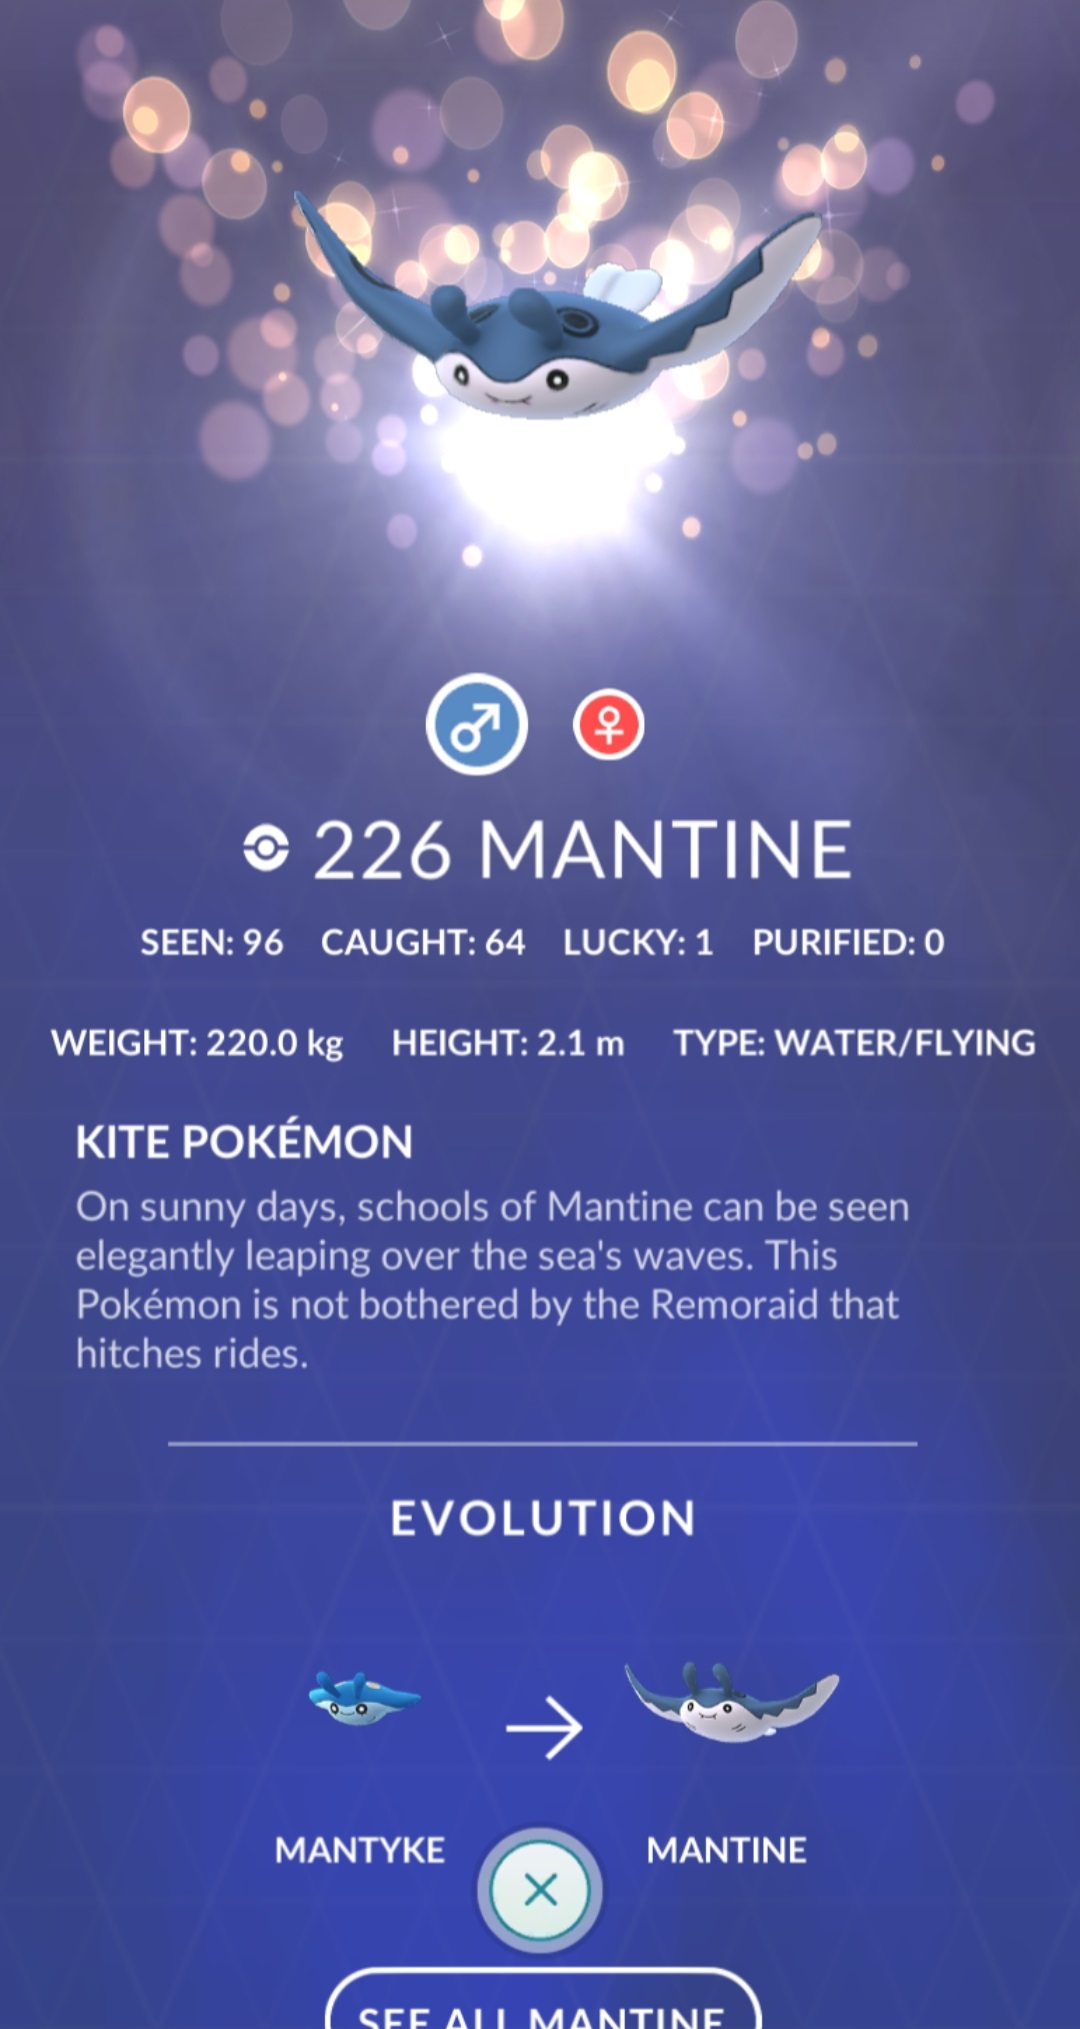 226 MANTINE
SEEN: 96 CAUGHT: 64 LUCKY: 1 PURIFIED: 0
WEIGHT: 220.0 kg HEIGHT: 2.1 m TYPE: WATER/FLYING
KITE POKÉMON
On sunny days, schools of Mantine can be seen
elegantly leaping over the sea's waves. This
Pokémon is not bothered by the Remoraid that
hitches rides.
EVOLUTION
MANTYKE MANTINE
SEE ALL MANTINE